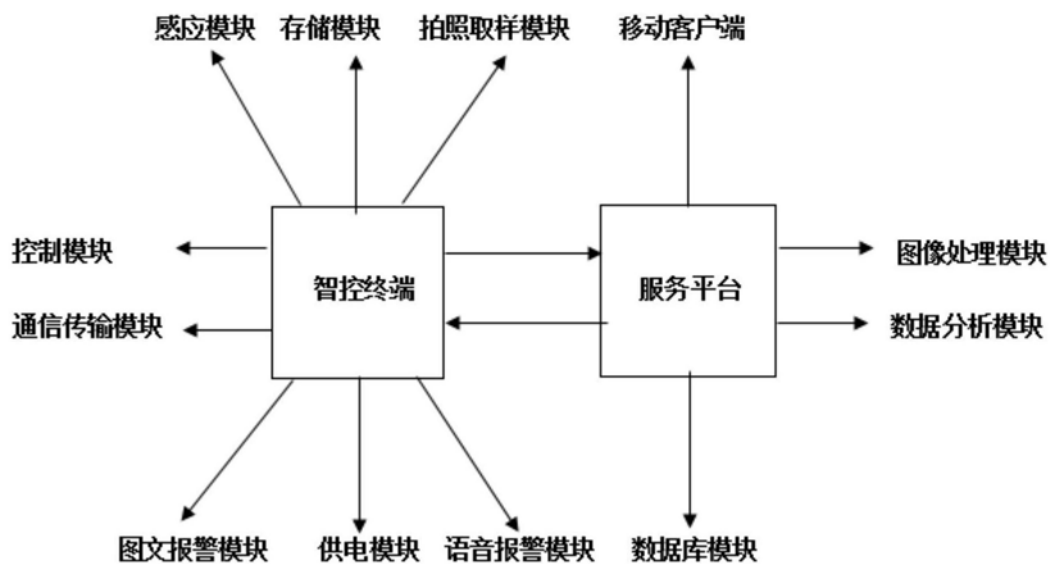 感应模块 存储模块 拍照取样模块 移动客户端
控制模块
图像处理模块
智控终端
服务平台
通信传输模块
数据分析模块
图文报警模块 供电模块 语音报警模块 数据库模块